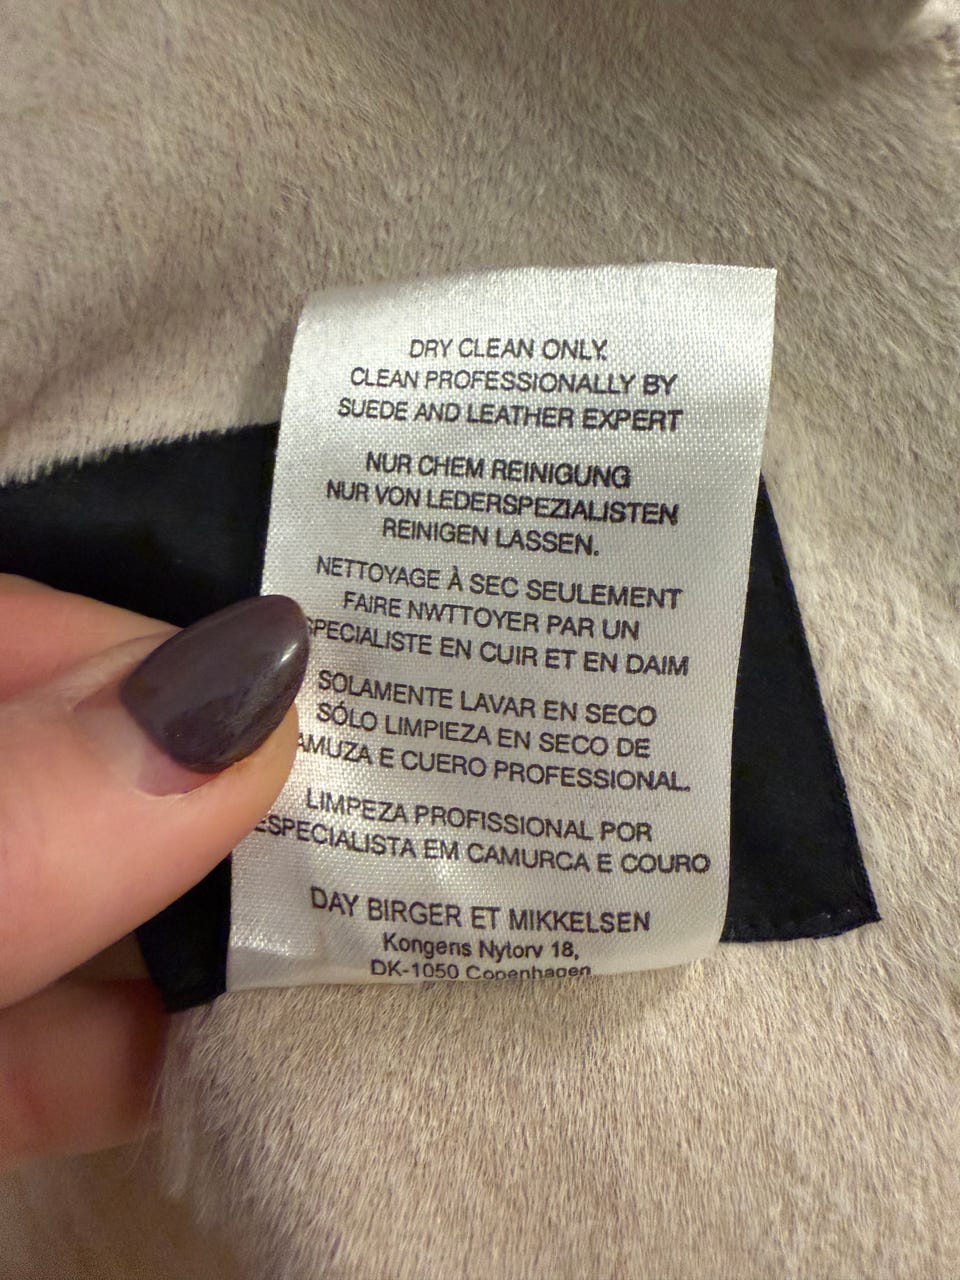 DRY CLEAN ONLY.
CLEAN PROFESSIONALLY BY
SUEDE AND LEATHER EXPERT
NUR CHEM REINIGUNG
NUR VON LEDERSPEZIALISTEN
REINIGEN LASSEN.
NETTOYAGE À SEC SEULEMENT
FAIRE NWTTOYER PAR UN
SPECIALISTE EN CUIR ET EN DAIM
SOLAMENTE LAVAR EN SECO
SÓLO LIMPIEZA EN SECO DE
AMUZA E CUERO PROFESSIONAL.
LIMPEZA PROFISSIONAL POR
ESPECIALISTA EM CAMURCA E COURO
DAY BIRGER ET MIKKELSEN
Kongens Nytorv 18,
DK-1050 Copenhagen